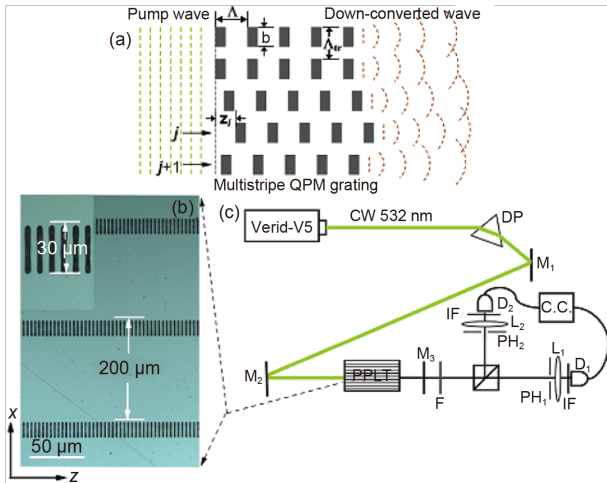 Pump wave
Λ
Down-converted wave
(a)
b
Λtr
zj
j
j+1
Multistripe QPM grating
(b)
30 μm
200 μm
50 μm
x
z
(c)
Verid-V5
CW 532 nm
DP
M1
D2
IF
L2
PH2
C.C.
M2
PPLT
M3
F
L1
D1
PH1
IF